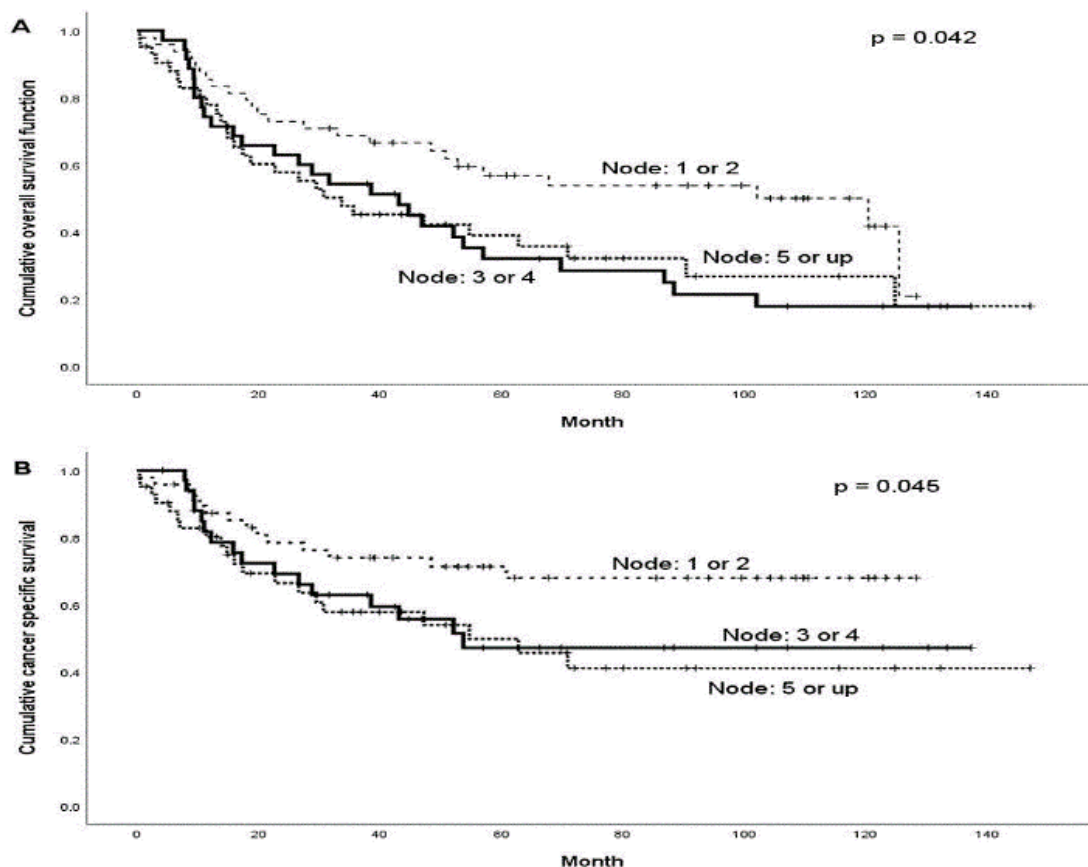 A
p = 0.042
Cumulative overall survival function
1.0
0.8
0.6
0.4
0.2
0.0
Node: 1 or 2
Node: 5 or up
Node: 3 or 4
0 20 40 60 80 100 120 140
Month
B
p = 0.045
Cumulative cancer specific survival
1.0
0.8
0.6
0.4
0.2
0.0
Node: 1 or 2
Node: 3 or 4
Node: 5 or up
0 20 40 60 80 100 120 140
Month